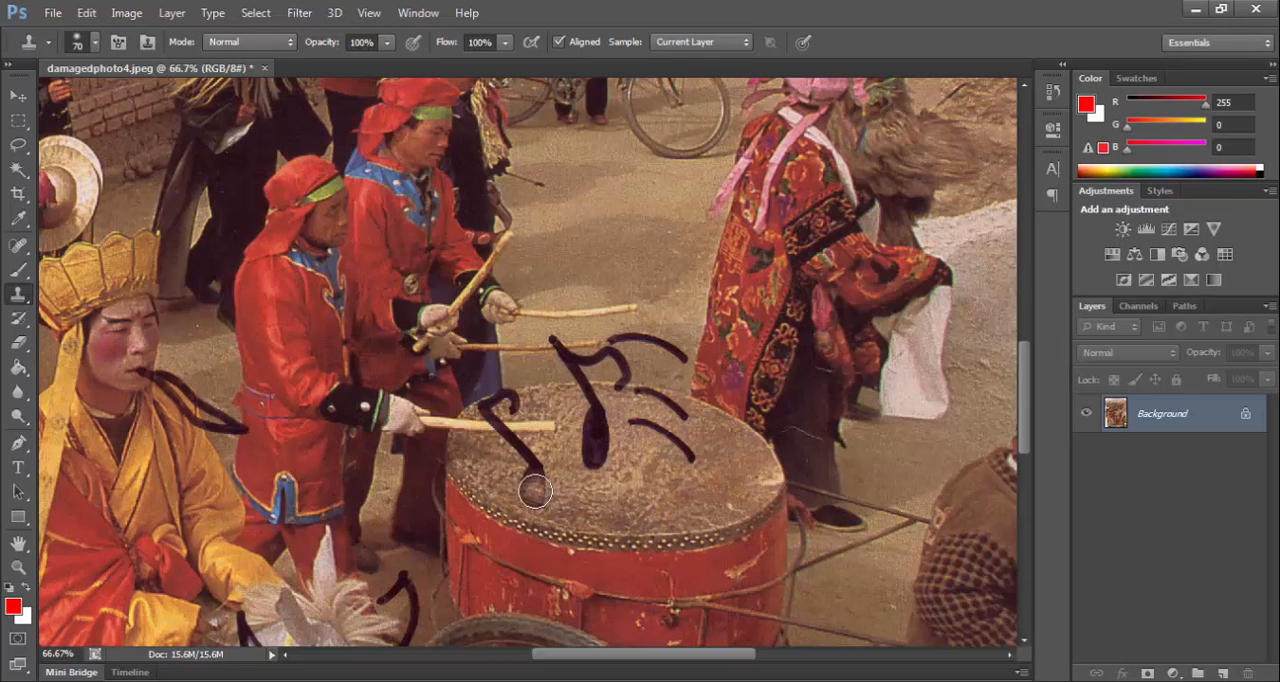 Ps File Edit Image Layer Type Select Filter 3D View Window Help
70 Mode: Normal Opacity: 100% Flow: 100% Aligned Sample: Current Layer Essentials
damagedphoto4.jpeg @ 66.7% (RGB/8#) * ×
Color Swatches
R 255
G 0
B 0
Adjustments Styles
Add an adjustment
Layers Channels Paths
Kind
Normal Opacity: 100%
Lock: Fill: 100%
Background
66.67% Doc: 15.6M/15.6M
Mini Bridge Timeline